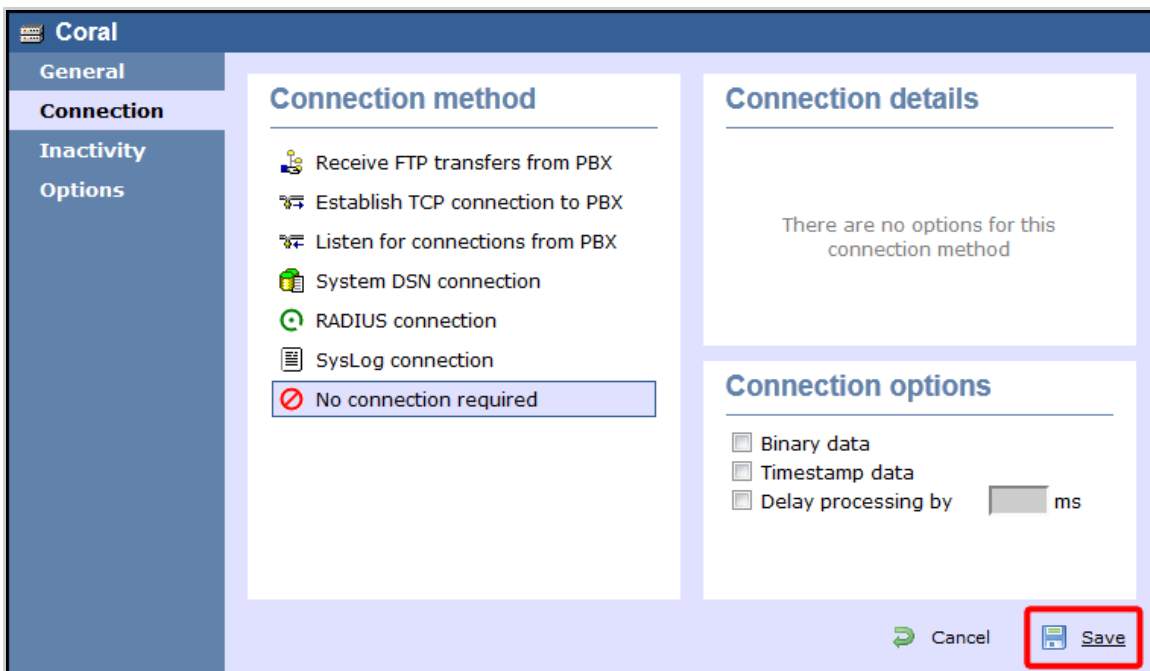 Coral
General
Connection
Inactivity
Options
Connection method
Receive FTP transfers from PBX
Establish TCP connection to PBX
Listen for connections from PBX
System DSN connection
RADIUS connection
SysLog connection
No connection required
Connection details
There are no options for this
connection method
Connection options
Binary data
Timestamp data
Delay processing by ms
Cancel
Save